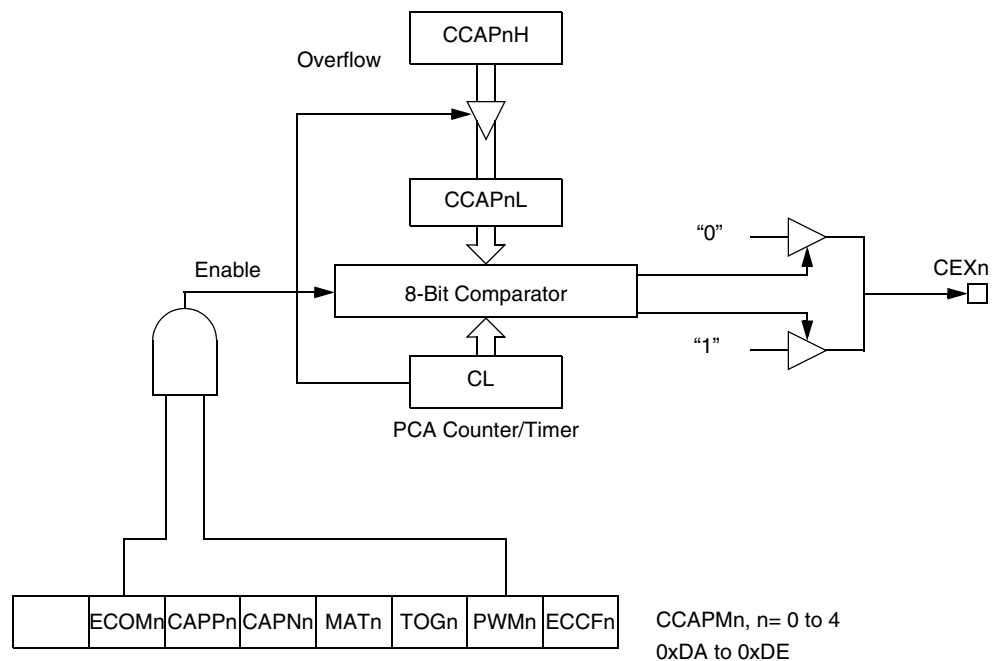 CCAPnH
Overflow
CCAPnL
“0”
Enable
8-Bit Comparator
CEXn
“1”
CL
PCA Counter/Timer
ECOMn CAPPn CAPNn MATn TOGn PWMn ECCFn
CCAPMn, n= 0 to 4
0xDA to 0xDE